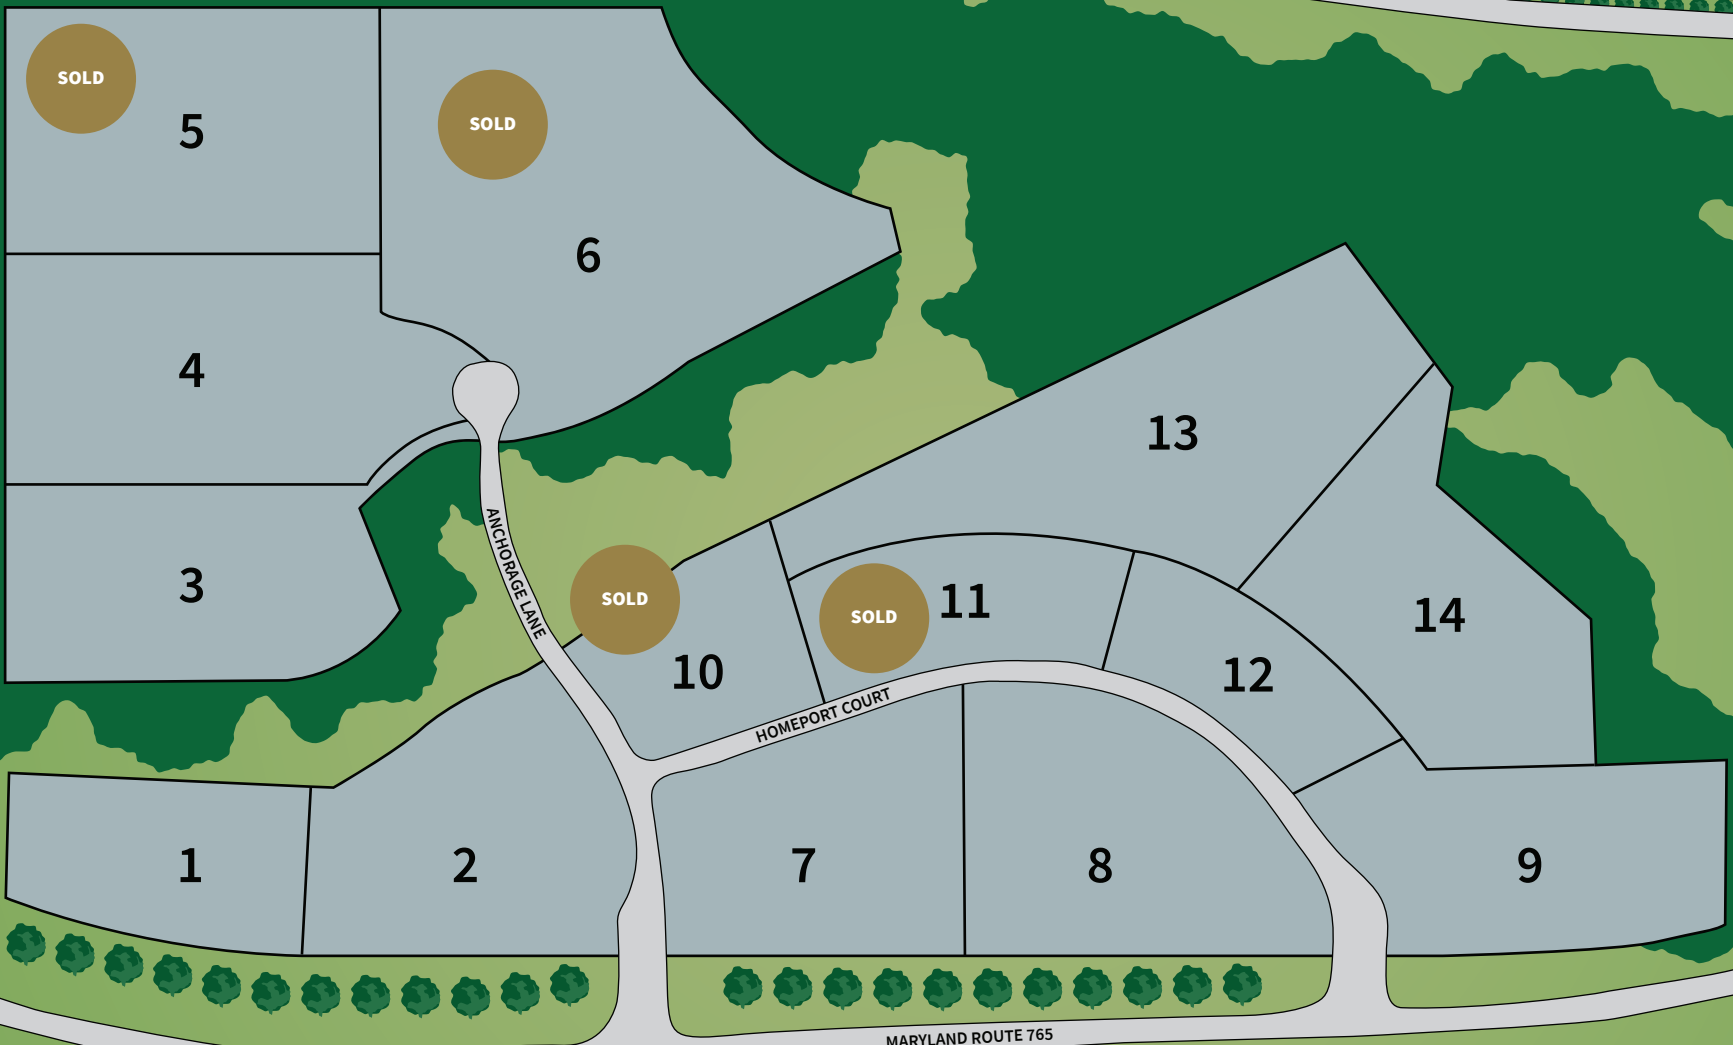 SOLD
5
SOLD
6
4
3
ANCHORAGE LANE
SOLD
10
SOLD
11
13
12
14
HOMEPORT COURT
1
2
7
8
9
MARYLAND ROUTE 765